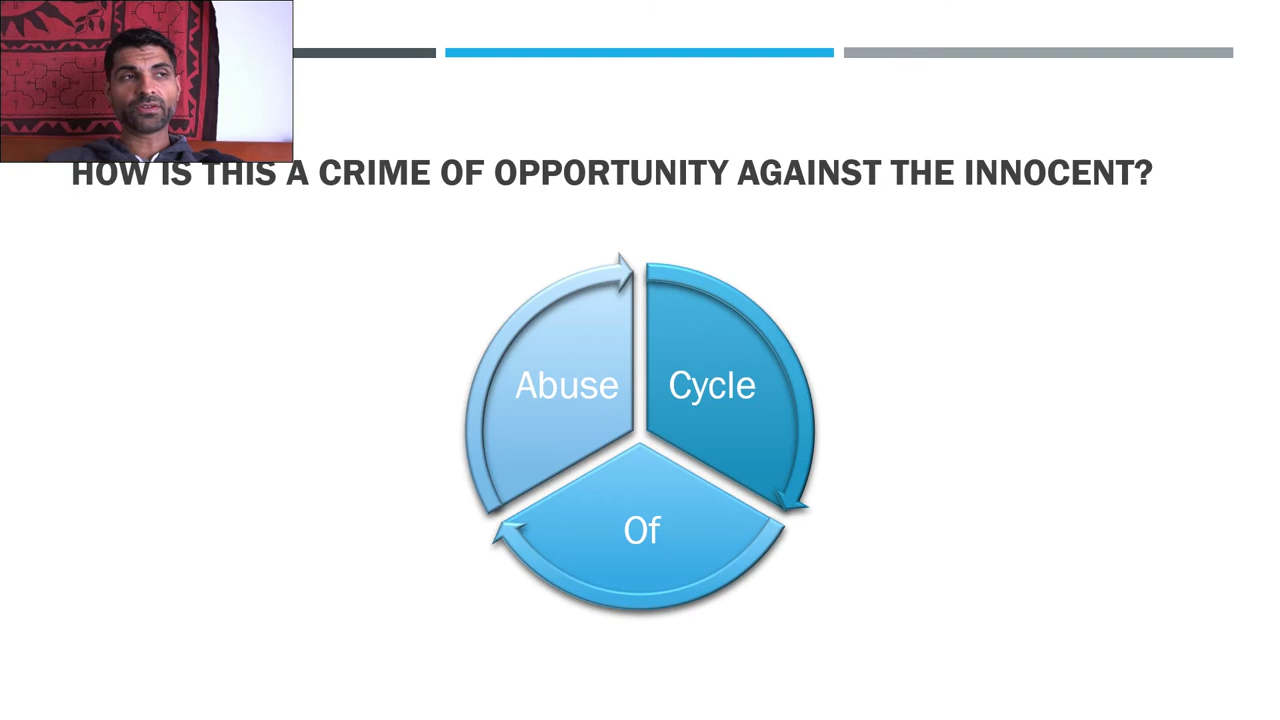 HOW IS THIS A CRIME OF OPPORTUNITY AGAINST THE INNOCENT?
Cycle
Of
Abuse